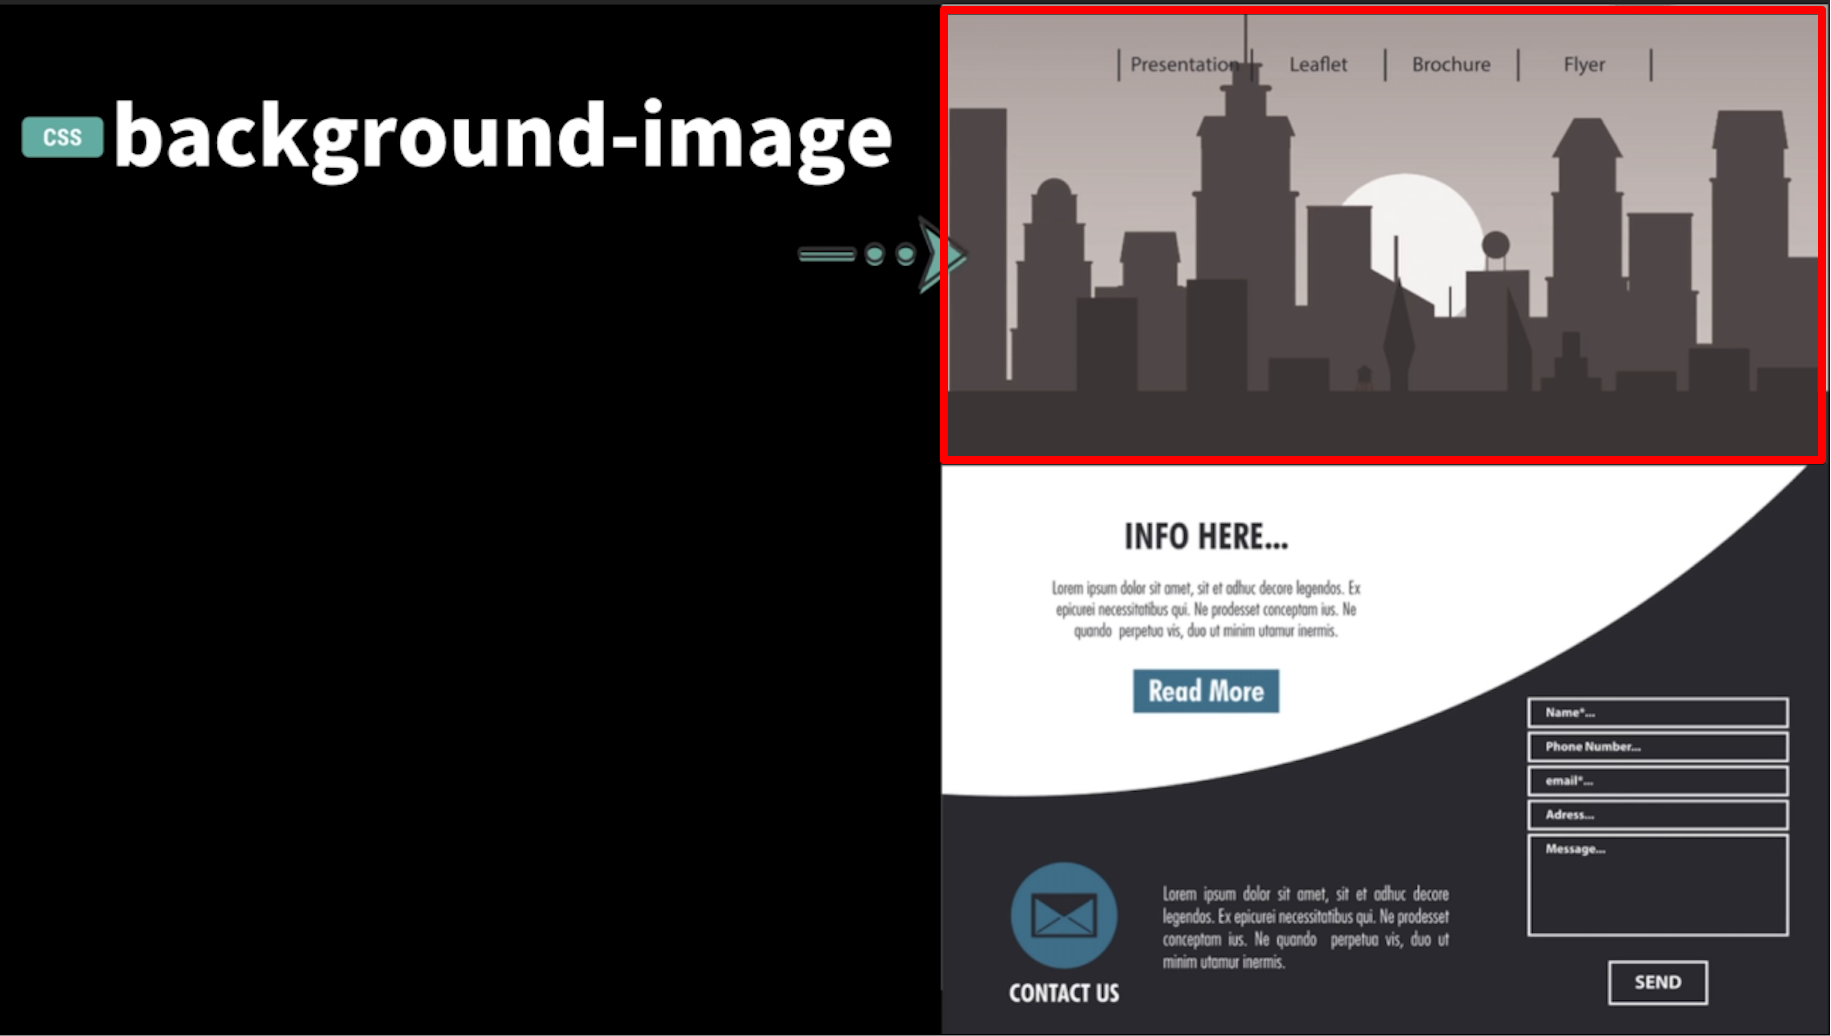 CSS background-image
Presentation Leaflet Brochure Flyer
INFO HERE...
Lorem ipsum dolor sit amet, sit et adhuc decore legendos. Ex
epicurei necessitatibus qui. Ne prodesset conceptam ius. Ne
quando perpetua vis, duo ut minim utamur inermis.
Read More
Name*...
Phone Number...
email*...
Adress...
Message...
SEND
CONTACT US
Lorem ipsum dolor sit amet, sit et adhuc decore
legendos. Ex epicurei necessitatibus qui. Ne prodesset
conceptam ius. Ne quando perpetua vis, duo ut
minim utamur inermis.